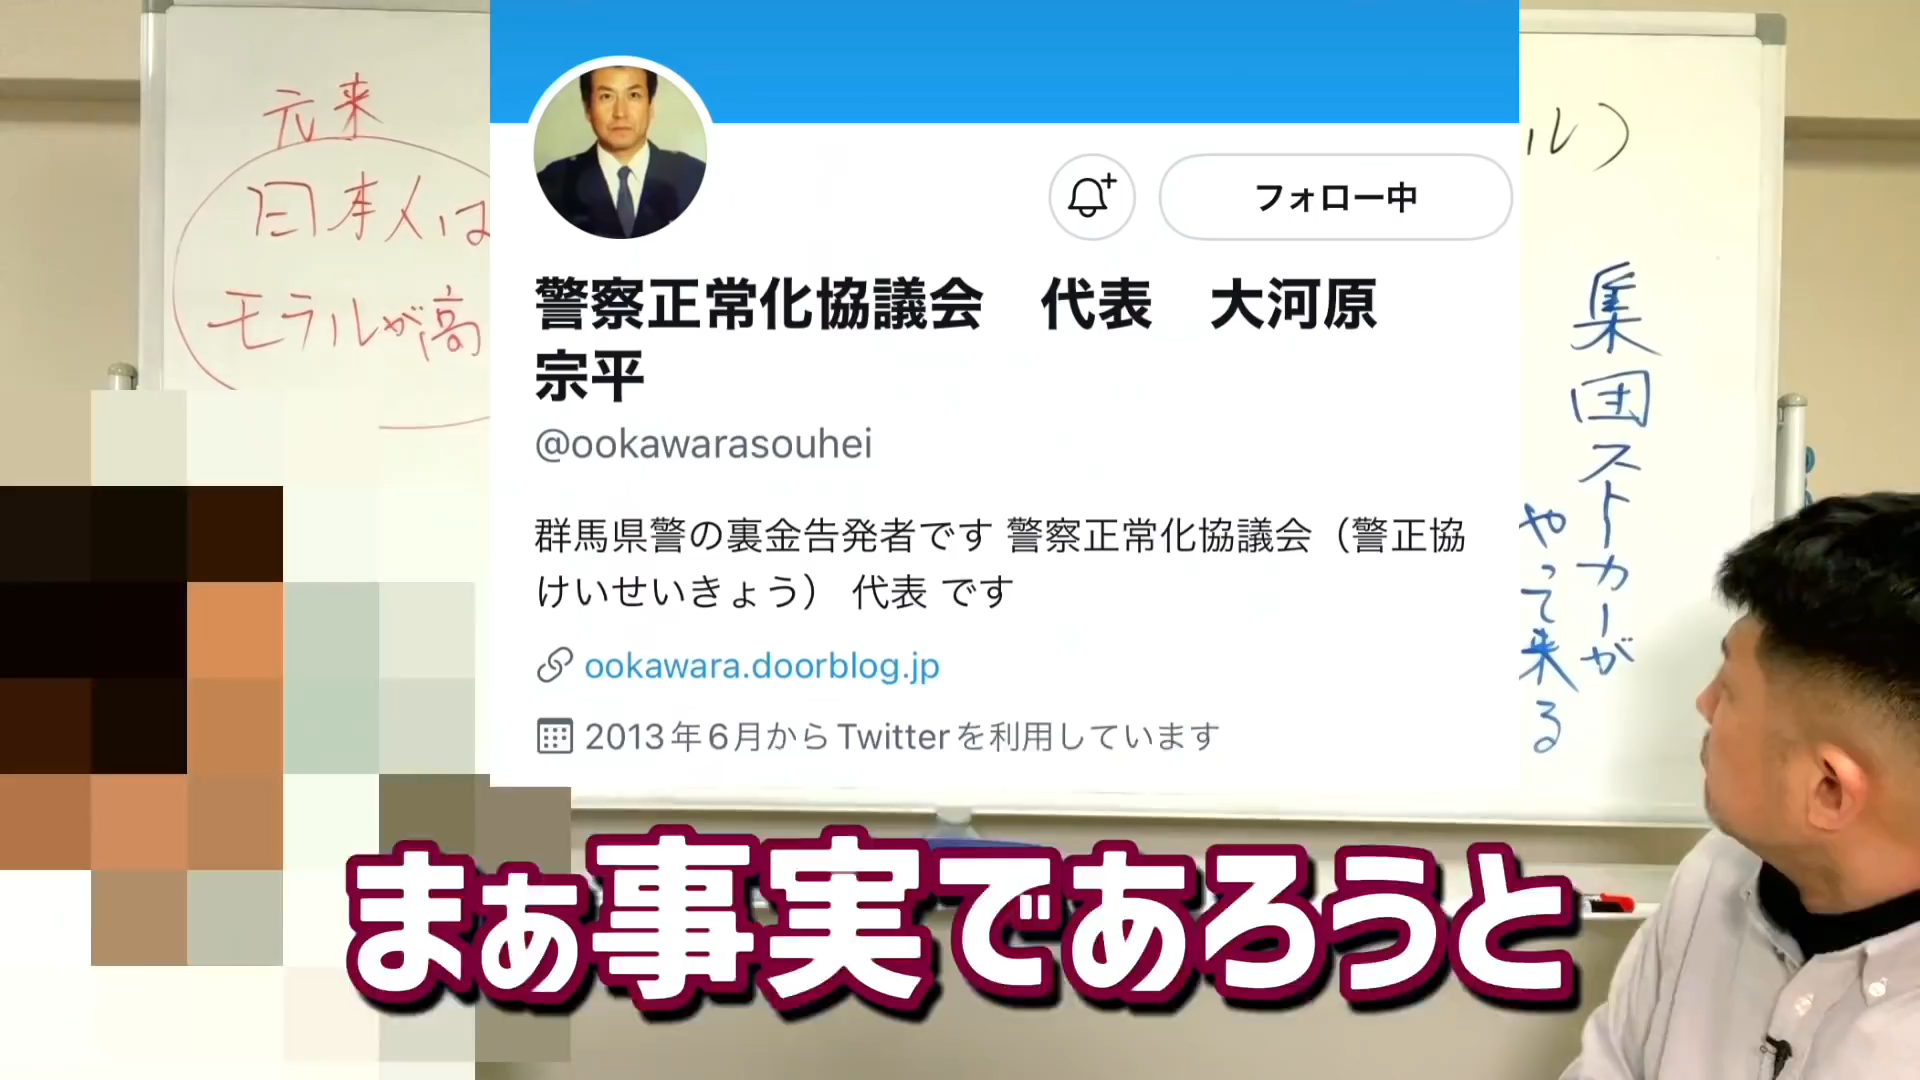 元来
日本人は
モラルが高
ル）
集団ストーカーが
やって来る
フォロー中
警察正常化協議会　代表　大河原
宗平
@ookawarasouhei
群馬県警の裏金告発者です 警察正常化協議会（警正協
けいせいきょう） 代表 です
ookawara.doorblog.jp
2013年6月からTwitterを利用しています
まぁ事実であろうと